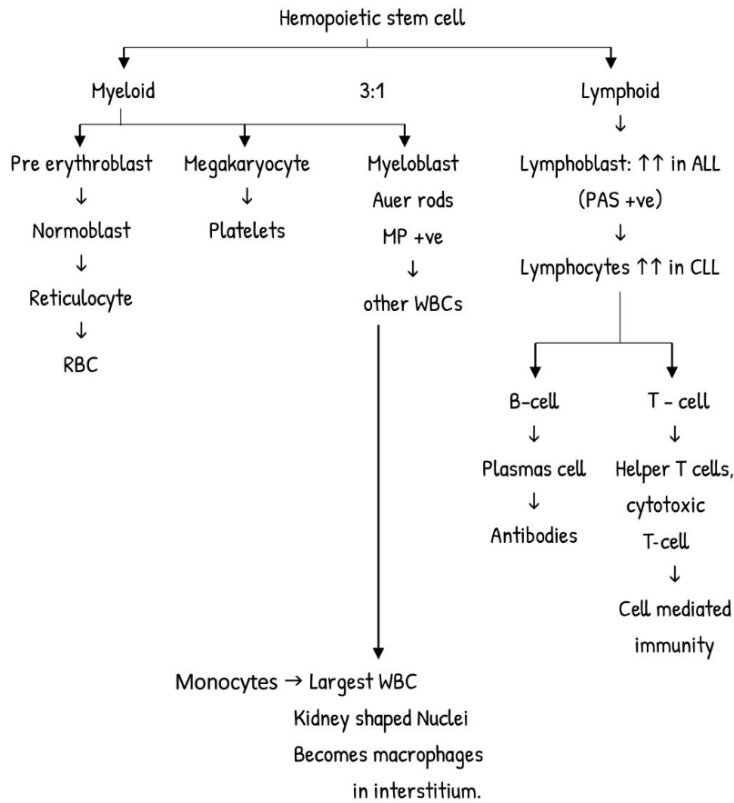 Hemopoietic stem cell
Myeloid
3:1
Lymphoid
Pre erythroblast
↓
Normoblast
↓
Reticulocyte
↓
RBC
Megakaryocyte
↓
Platelets
Myeloblast
Auer rods
MP +ve
↓
other WBCs
↓
Lymphoblast: ↑↑ in ALL
(PAS +ve)
↓
Lymphocytes ↑↑ in CLL
B-cell
↓
Plasmas cell
↓
Antibodies
T - cell
↓
Helper T cells,
cytotoxic
T-cell
↓
Cell mediated
immunity
Monocytes → Largest WBC
Kidney shaped Nuclei
Becomes macrophages
in interstitium.